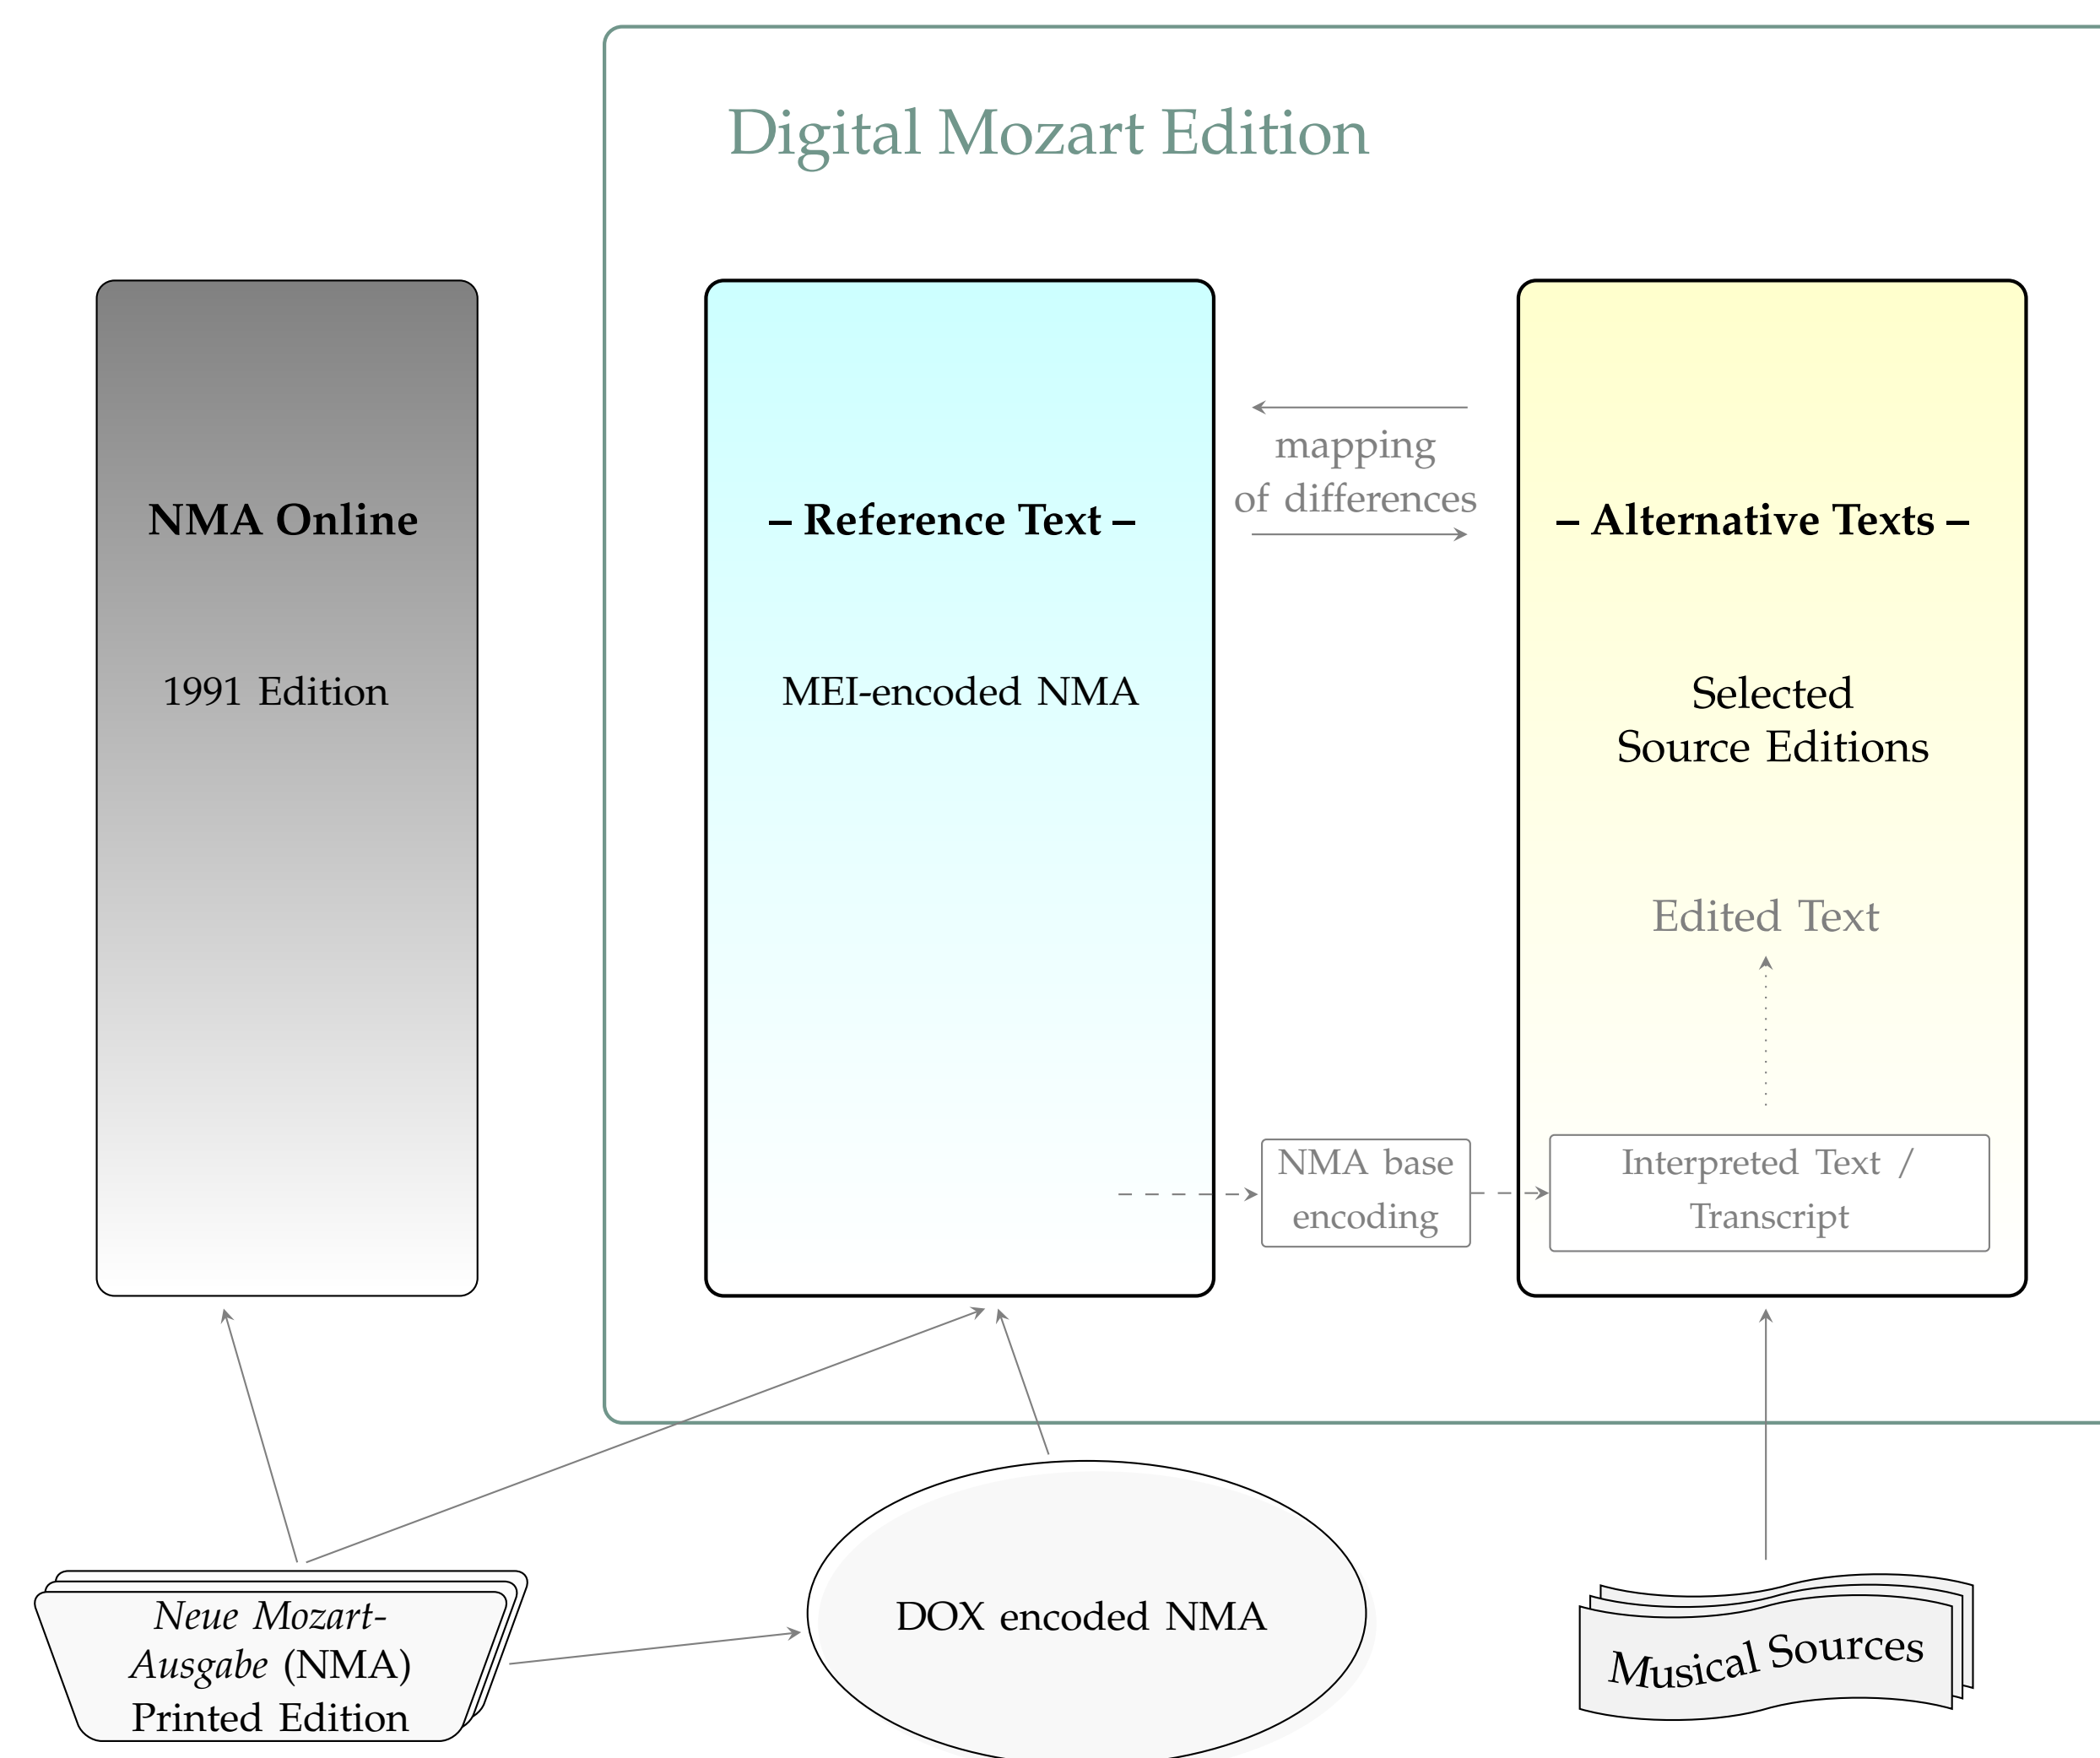 Digital Mozart Edition
NMA Online
1991 Edition
– Reference Text –
MEI-encoded NMA
mapping
of differences
– Alternative Texts –
Selected
Source Editions
Edited Text
NMA base
encoding
Interpreted Text /
Transcript
Neue Mozart-
Ausgabe (NMA)
Printed Edition
DOX encoded NMA
Musical Sources